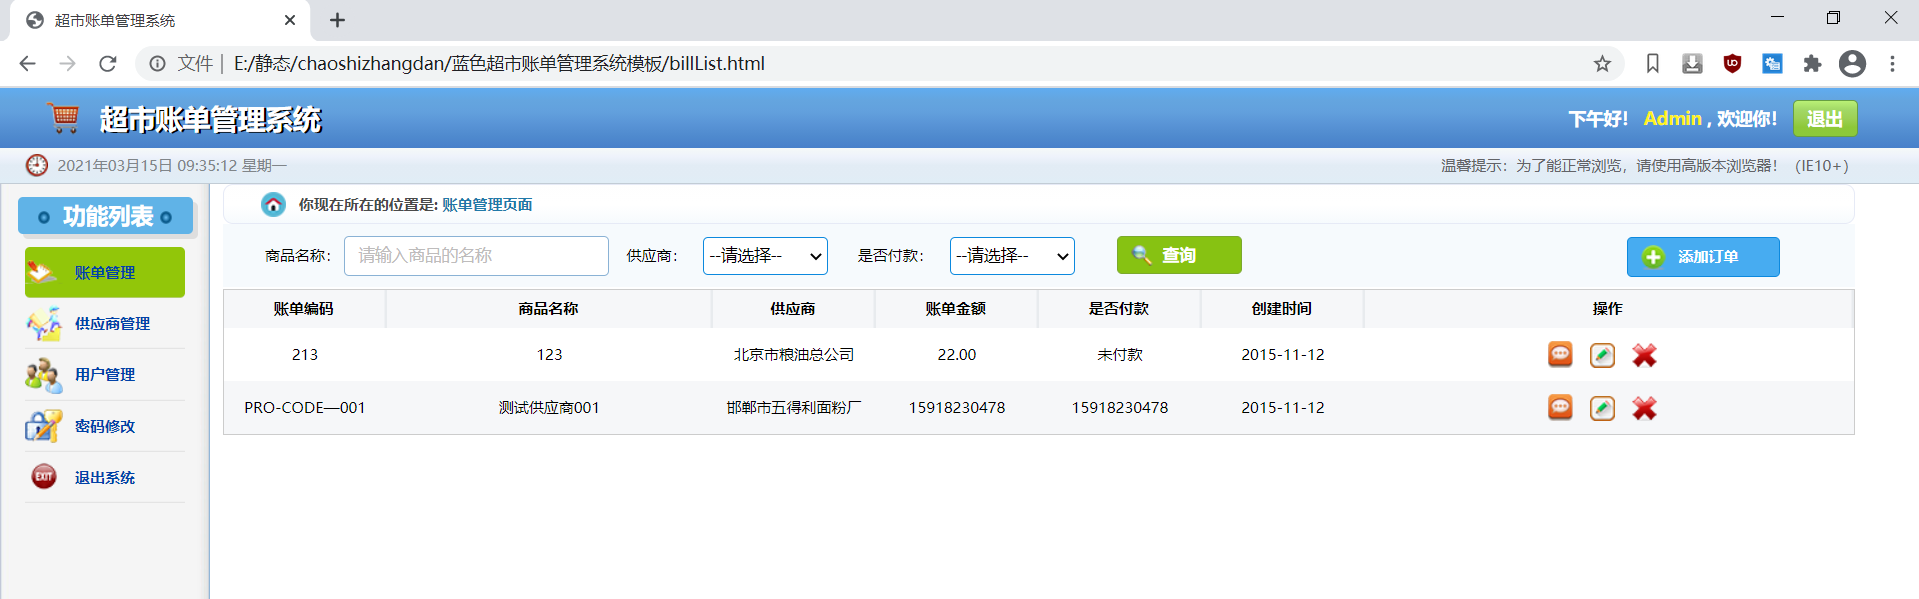 超市账单管理系统
文件 | E:/静态/chaoshizhangdan/蓝色超市账单管理系统模板/billList.html
超市账单管理系统
下午好! Admin , 欢迎你! 退出
2021年03月15日 09:35:12 星期一
温馨提示: 为了能正常浏览, 请使用高版本浏览器! (IE10+)
功能列表
账单管理
供应商管理
用户管理
密码修改
EXIT 退出系统
你现在所在的位置是: 账单管理页面
商品名称: 请输入商品的名称 供应商: --请选择-- 是否付款: --请选择-- 查询 添加订单
账单编码 商品名称 供应商 账单金额 是否付款 创建时间 操作
213 123 北京市粮油总公司 22.00 未付款 2015-11-12
PRO-CODE—001 测试供应商001 邯郸市五得利面粉厂 15918230478 15918230478 2015-11-12